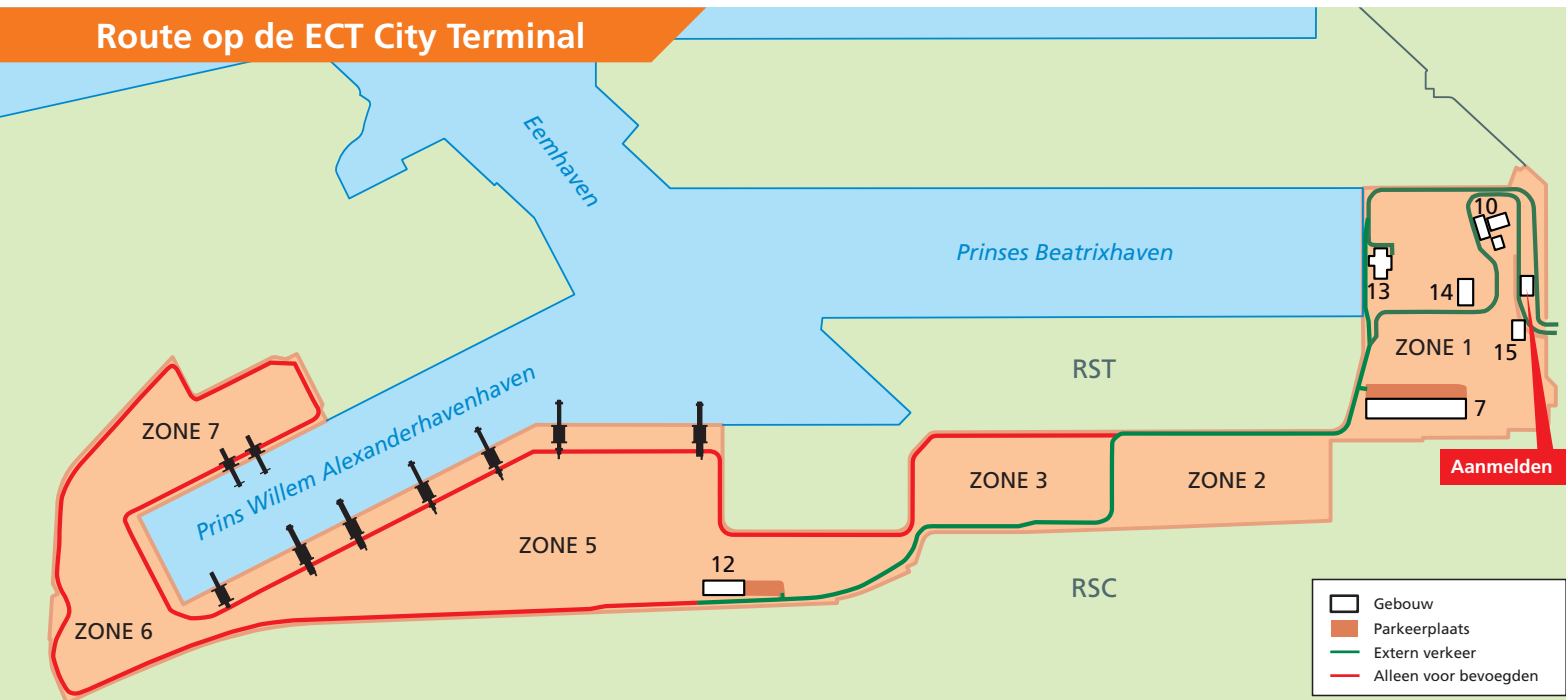 Route op de ECT City Terminal
Eemhaven
Prinses Beatrixhaven
10
13
14
ZONE 1
15
RST
7
Prins Willem Alexanderhavenhaven
ZONE 7
Aanmelden
ZONE 3
ZONE 2
ZONE 5
12
RSC
ZONE 6
Gebouw
Parkeerplaats
Extern verkeer
Alleen voor bevoegden